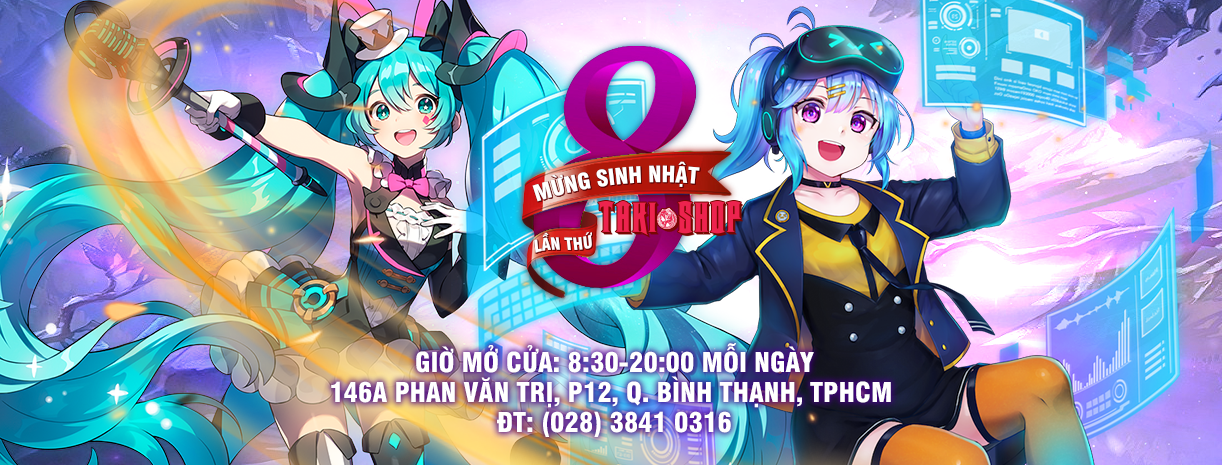 8
MỪNG SINH NHẬT
TAKI SHOP
LẦN THỨ
GIỜ MỞ CỬA: 8:30-20:00 MỖI NGÀY
146A PHAN VĂN TRỊ, P12, Q. BÌNH THẠNH, TPHCM
ĐT: (028) 3841 0316